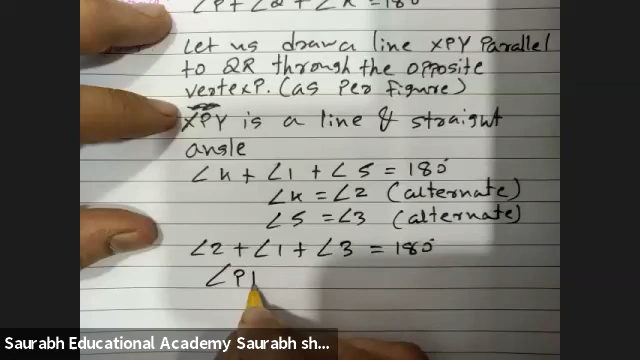 ∠P + ∠2 + ∠K = 180
Let us draw a line XPY Parallel
to QR through the opposite
vertex P. (as per figure)
XPY is a line & straight
angle
∠4 + ∠1 + ∠5 = 180°
∠4 = ∠2 (alternate)
∠5 = ∠3 (alternate)
∠2 + ∠1 + ∠3 = 180°
∠P
Saurabh Educational Academy Saurabh sh...